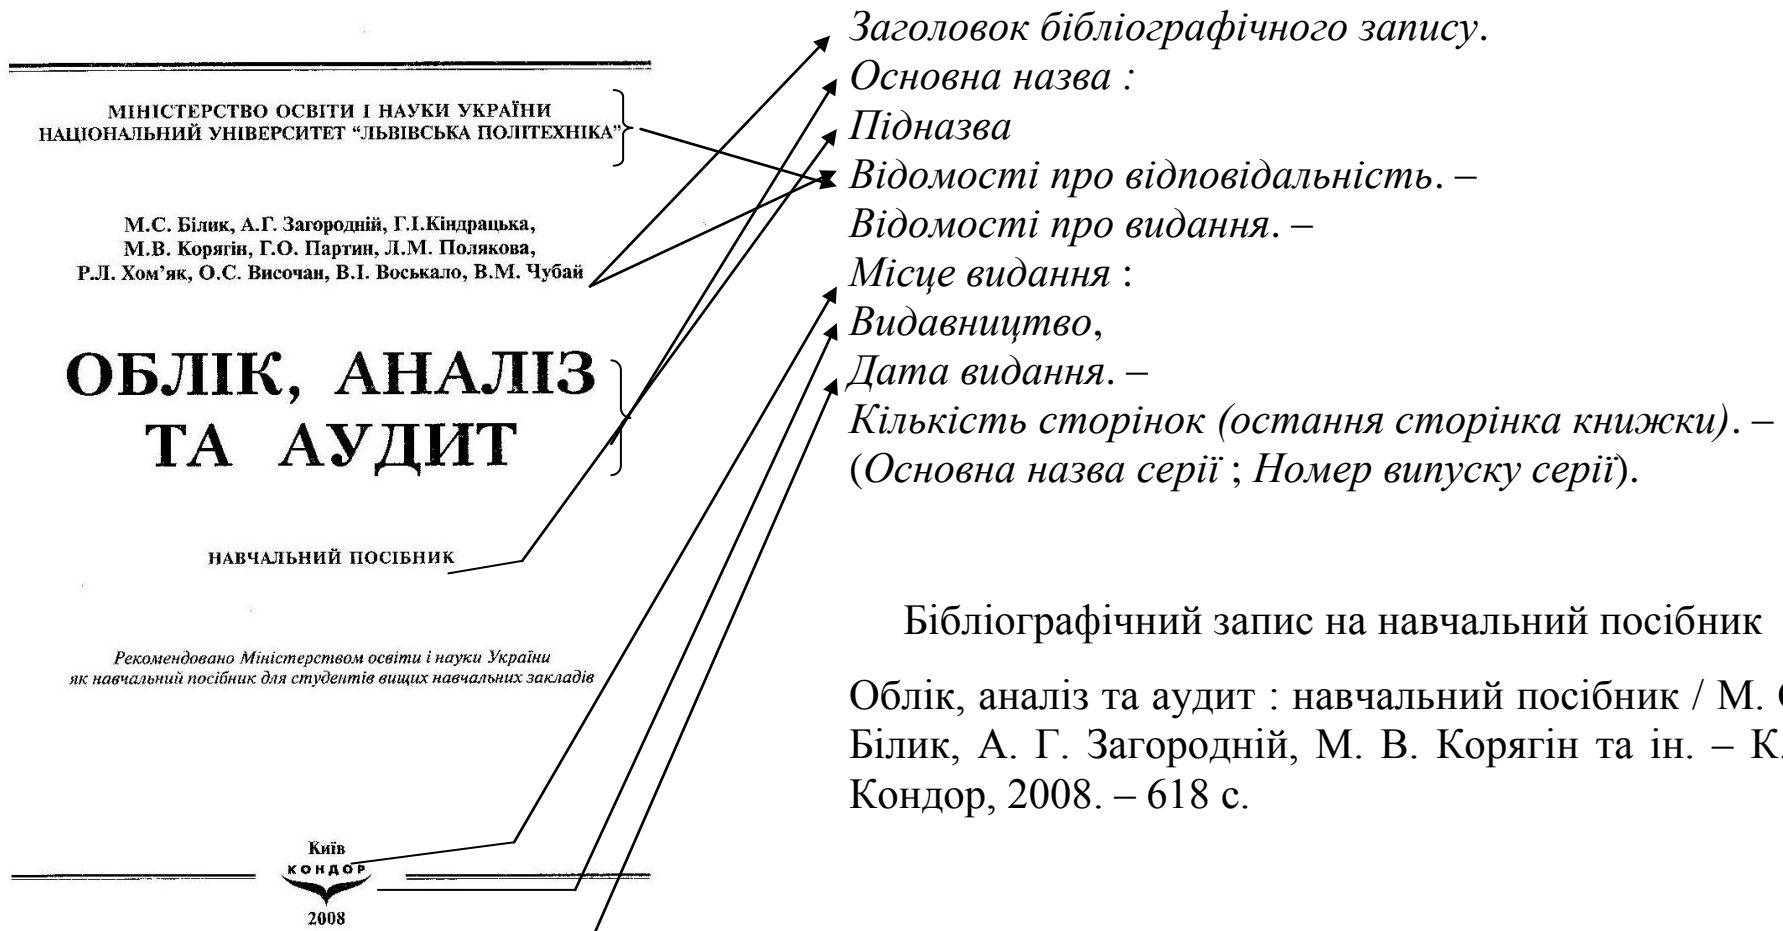 МІНІСТЕРСТВО ОСВІТИ І НАУКИ УКРАЇНИ
НАЦІОНАЛЬНИЙ УНІВЕРСИТЕТ “ЛЬВІВСЬКА ПОЛІТЕХНІКА”
М.С. Білик, А.Г. Загородній, Г.І.Кіндрацька,
М.В. Корягін, Г.О. Партин, Л.М. Полякова,
Р.Л. Хом’як, О.С. Височан, В.І. Воськало, В.М. Чубай
ОБЛІК, АНАЛІЗ
ТА АУДИТ
НАВЧАЛЬНИЙ ПОСІБНИК
Рекомендовано Міністерством освіти і науки України
як навчальний посібник для студентів вищих навчальних закладів
Київ
КОНДОР
2008
Заголовок бібліографічного запису.
Основна назва :
Підназва
Відомості про відповідальність. –
Відомості про видання. –
Місце видання :
Видавництво,
Дата видання. –
Кількість сторінок (остання сторінка книжки). –
(Основна назва серії ; Номер випуску серії).
Бібліографічний запис на навчальний посібник
Облік, аналіз та аудит : навчальний посібник / М.
Білик, А. Г. Загородній, М. В. Корягін та ін. – К.
Кондор, 2008. – 618 с.